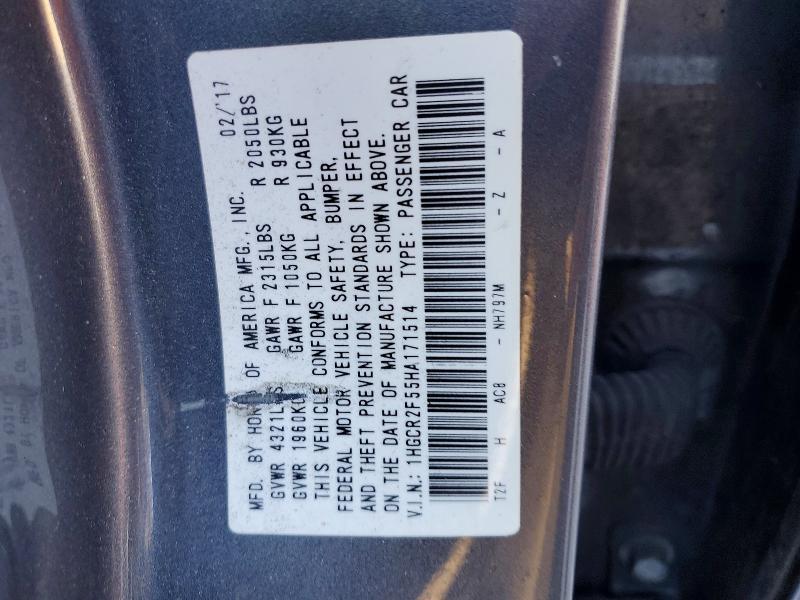 MFD. BY HONDA OF AMERICA MFG., INC. 02/'17
GVWR 4321LBS GAWR F 2315LBS R 2050LBS
GVWR 1960KG GAWR F 1050KG R 930KG
THIS VEHICLE CONFORMS TO ALL APPLICABLE
FEDERAL MOTOR VEHICLE SAFETY, BUMPER,
AND THEFT PREVENTION STANDARDS IN EFFECT
ON THE DATE OF MANUFACTURE SHOWN ABOVE.
V.I.N.: 1HGCR2F55HA171514 TYPE: PASSENGER CAR
T2F H AC8 - NH797M - Z - A